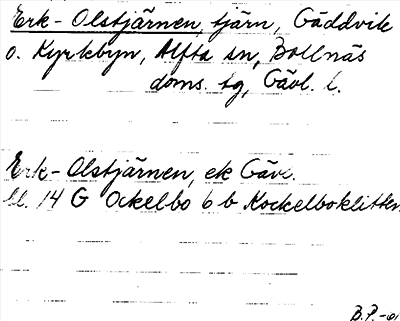 Erk-Olstjärnen, tjärn, Gäddvik
o. Kyrkbyn, Alfta sn, Bollnäs
doms. tg, Gävl. l.
Erk-Olstjärnen, ek Gävl.
bl. 14 G Ockelbo 6 b Kockelboklitten
B.P.-61